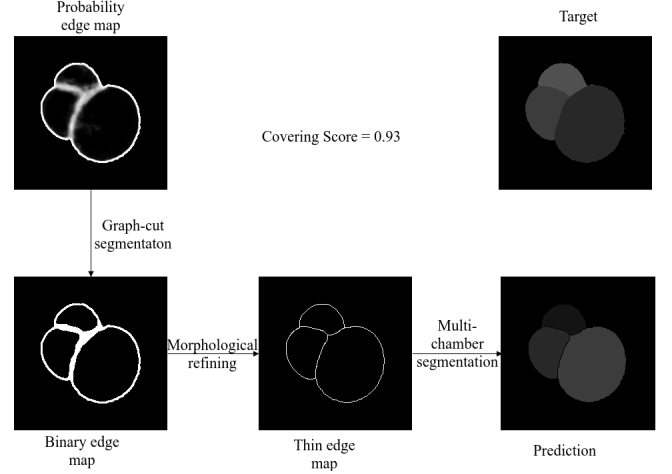 Probability
edge map
Target
Covering Score = 0.93
Graph-cut
segmentaton
Morphological
refining
Multi-
chamber
segmentation
Binary edge
map
Thin edge
map
Prediction